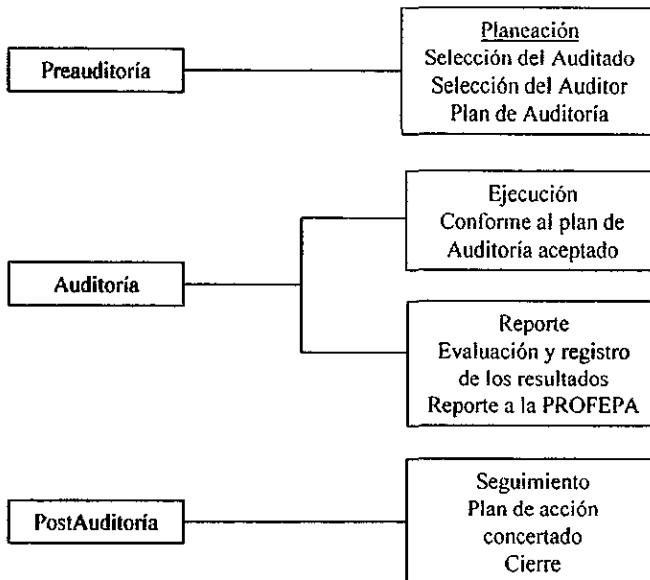 Preauditoría
Planeación
Selección del Auditado
Selección del Auditor
Plan de Auditoría
Auditoría
Ejecución
Conforme al plan de
Auditoría aceptado
Reporte
Evaluación y registro
de los resultados
Reporte a la PROFEPA
PostAuditoría
Seguimiento
Plan de acción
concertado
Cierre